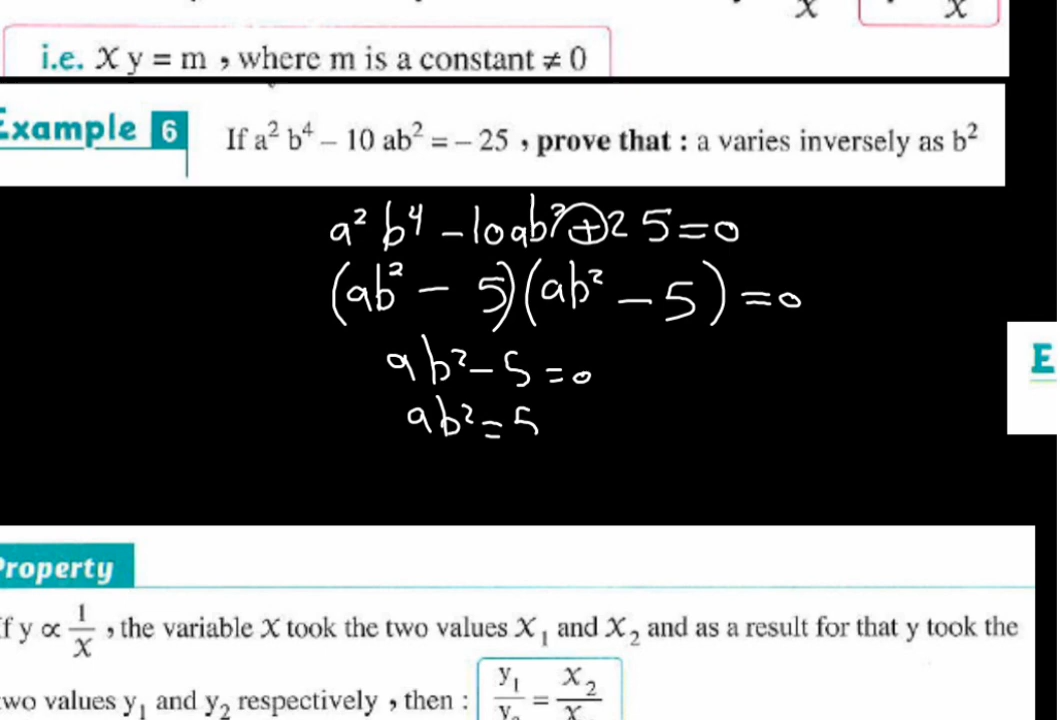 x x
i.e. X y = m , where m is a constant ≠ 0
Example 6 If a² b⁴ – 10 ab² = – 25 , prove that : a varies inversely as b²
a² b⁴ – 10ab² + 25 = 0
(ab² – 5)(ab² – 5) = 0
ab² – 5 = 0
E
ab² = 5
Property
If y ∝ 1/X , the variable X took the two values X₁ and X₂ and as a result for that y took the
two values y₁ and y₂ respectively , then : y₁/y₂ = X₂/X